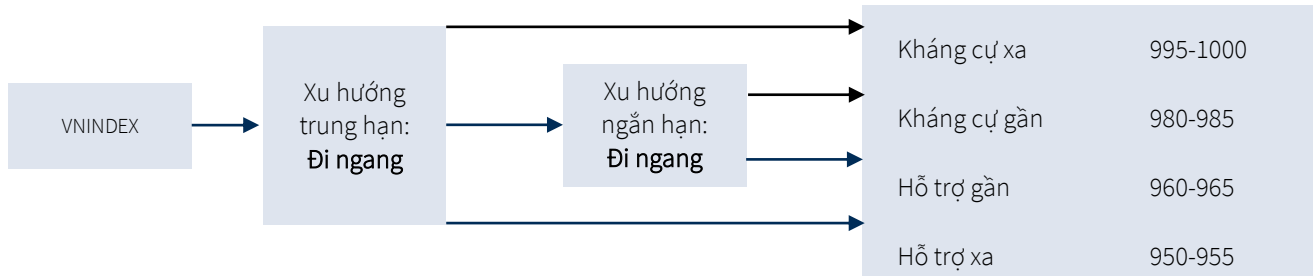 VNINDEX
Xu hướng
trung hạn:
Đi ngang
Xu hướng
ngắn hạn:
Đi ngang
Kháng cự xa 995-1000
Kháng cự gần 980-985
Hỗ trợ gần 960-965
Hỗ trợ xa 950-955